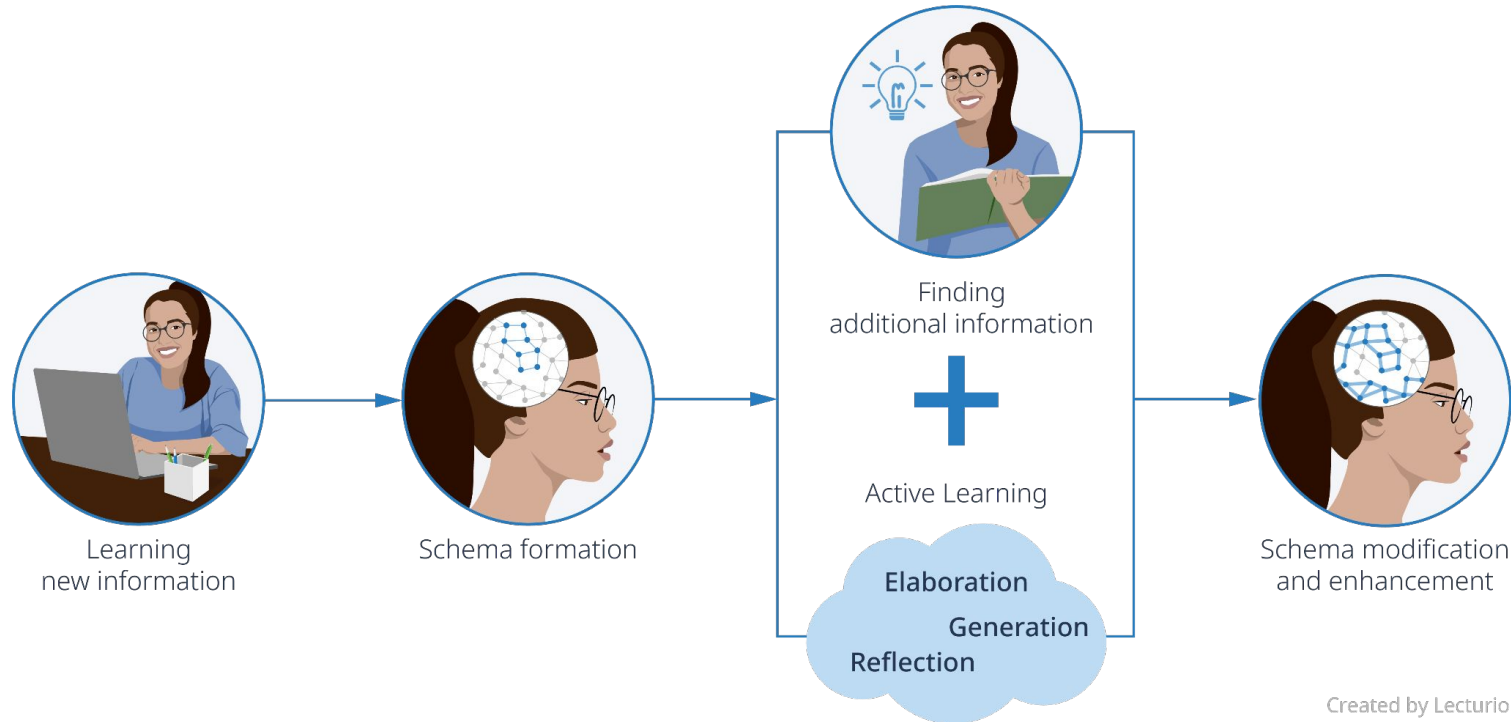 Learning
new information
Schema formation
Finding
additional information
Active Learning
Elaboration
Generation
Reflection
Schema modification
and enhancement
Created by Lecturio